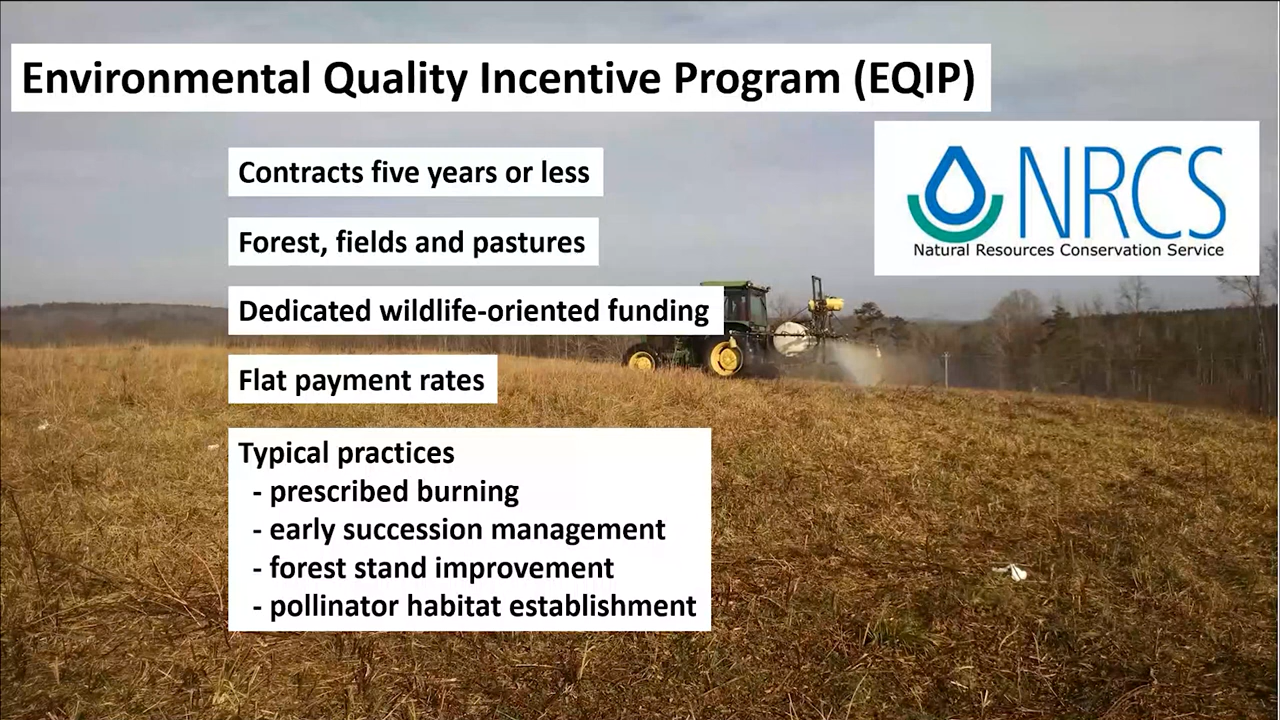 Environmental Quality Incentive Program (EQIP)
NRCS
Natural Resources Conservation Service
Contracts five years or less
Forest, fields and pastures
Dedicated wildlife-oriented funding
Flat payment rates
Typical practices
- prescribed burning
- early succession management
- forest stand improvement
- pollinator habitat establishment